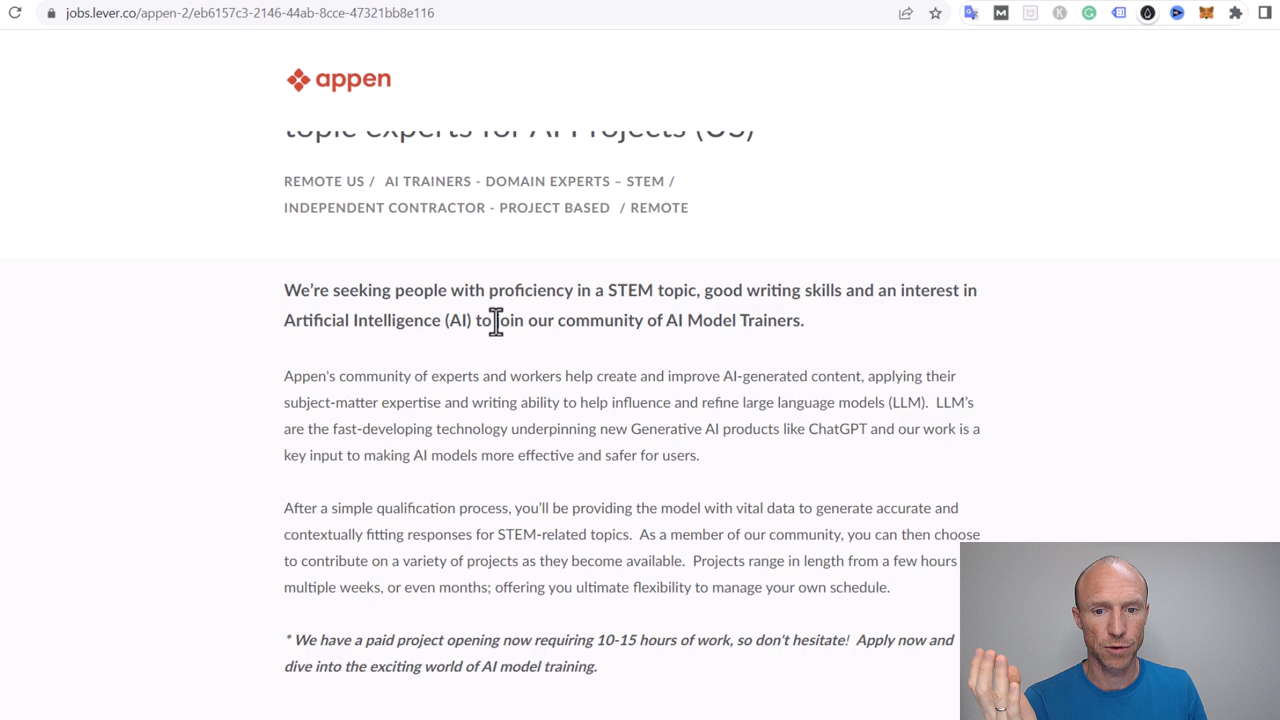 jobs.lever.co/appen-2/eb6157c3-2146-44ab-8cce-47321bb8e116
appen
topic experts for AI Projects (US)
REMOTE US / AI TRAINERS - DOMAIN EXPERTS – STEM /
INDEPENDENT CONTRACTOR - PROJECT BASED / REMOTE
We’re seeking people with proficiency in a STEM topic, good writing skills and an interest in
Artificial Intelligence (AI) to join our community of AI Model Trainers.
Appen's community of experts and workers help create and improve AI-generated content, applying their
subject-matter expertise and writing ability to help influence and refine large language models (LLM). LLM’s
are the fast-developing technology underpinning new Generative AI products like ChatGPT and our work is a
key input to making AI models more effective and safer for users.
After a simple qualification process, you’ll be providing the model with vital data to generate accurate and
contextually fitting responses for STEM-related topics. As a member of our community, you can then choose
to contribute on a variety of projects as they become available. Projects range in length from a few hours
multiple weeks, or even months; offering you ultimate flexibility to manage your own schedule.
* We have a paid project opening now requiring 10-15 hours of work, so don't hesitate! Apply now and
dive into the exciting world of AI model training.